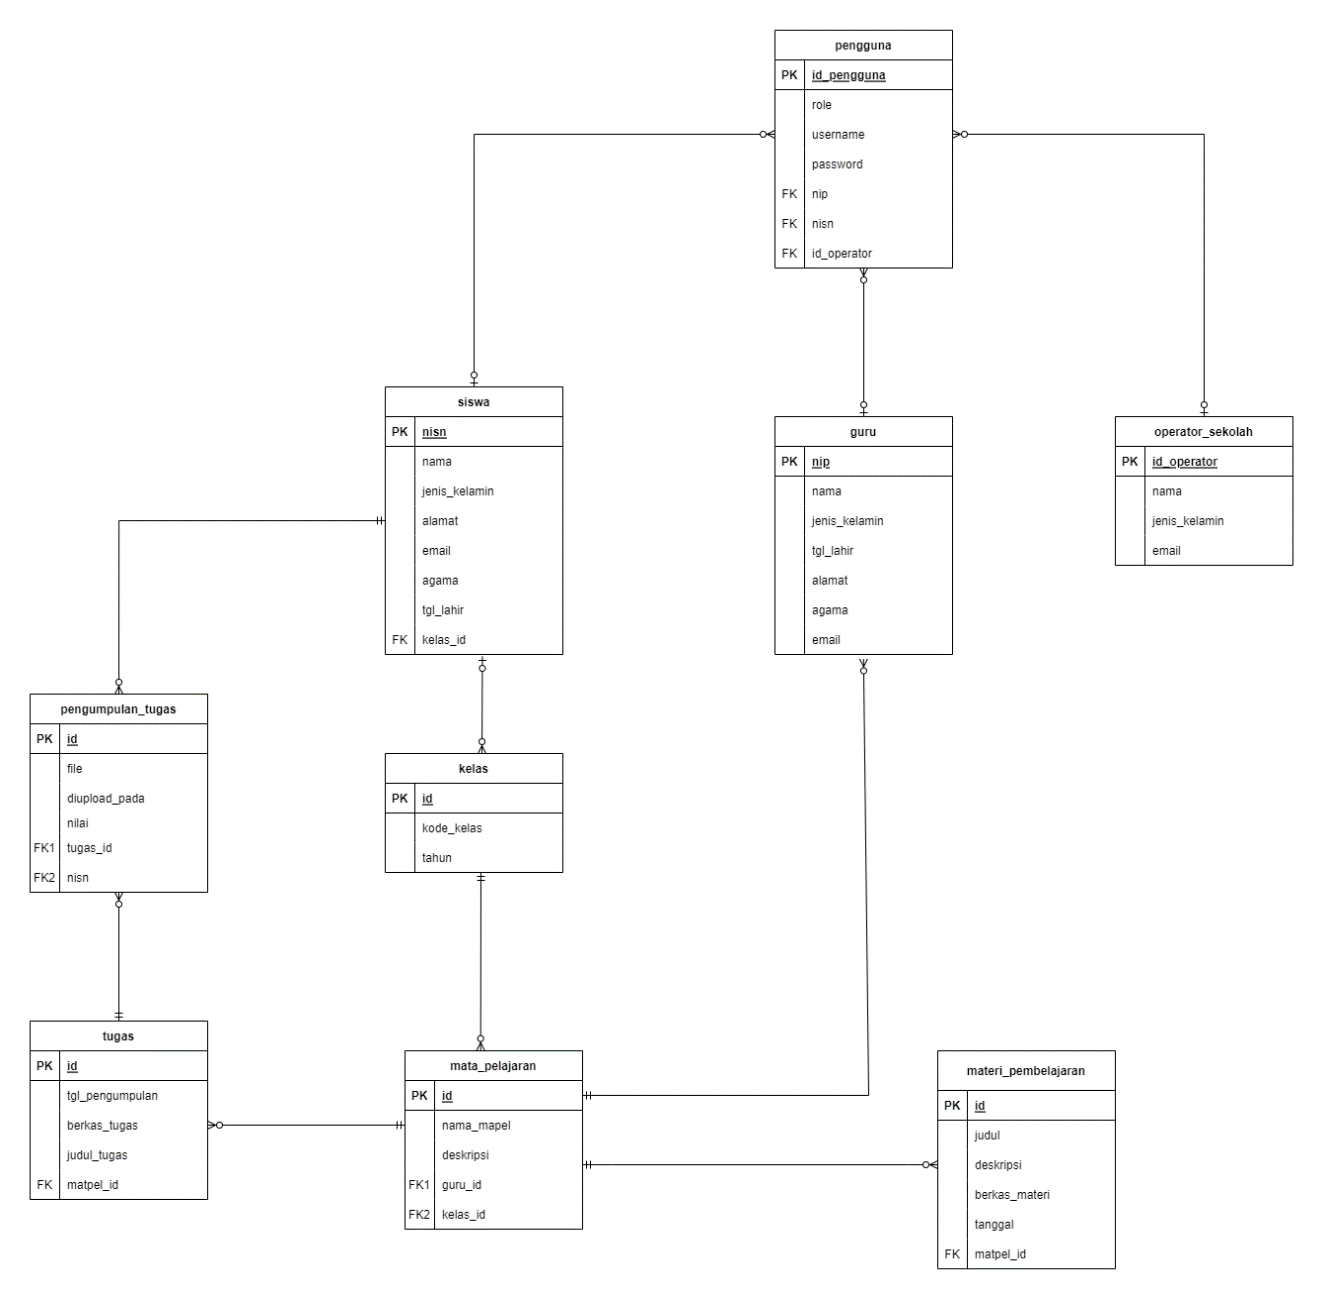 pengguna
PK id_pengguna
role
username
password
FK nip
FK nisn
FK id_operator
siswa
PK nisn
nama
jenis_kelamin
alamat
email
agama
tgl_lahir
FK kelas_id
guru
PK nip
nama
jenis_kelamin
tgl_lahir
alamat
agama
email
operator_sekolah
PK id_operator
nama
jenis_kelamin
email
pengumpulan_tugas
PK id
file
diupload_pada
nilai
FK1 tugas_id
FK2 nisn
kelas
PK id
kode_kelas
tahun
tugas
PK id
tgl_pengumpulan
berkas_tugas
judul_tugas
FK matpel_id
mata_pelajaran
PK id
nama_mapel
deskripsi
FK1 guru_id
FK2 kelas_id
materi_pembelajaran
PK id
judul
deskripsi
berkas_materi
tanggal
FK matpel_id